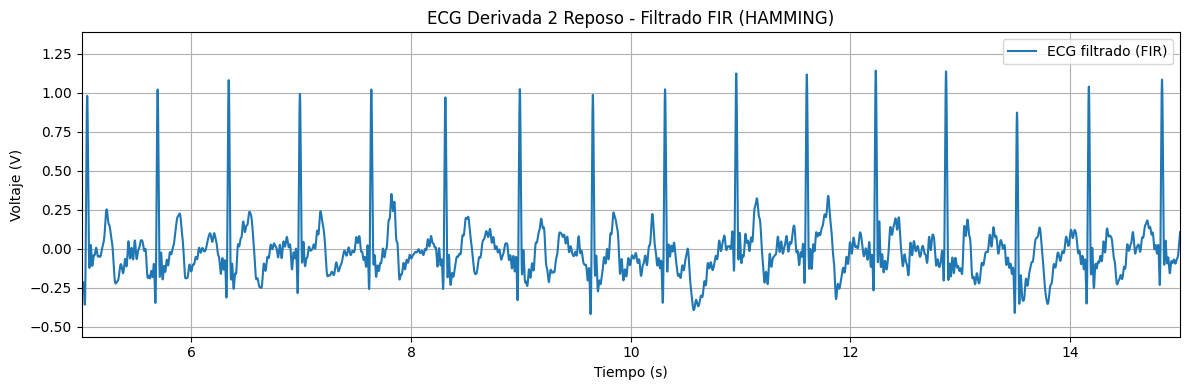 ECG Derivada 2 Reposo - Filtrado FIR (HAMMING)
ECG filtrado (FIR)
Voltaje (V)
1.25
1.00
0.75
0.50
0.25
0.00
−0.25
−0.50
6 8 10 12 14
Tiempo (s)